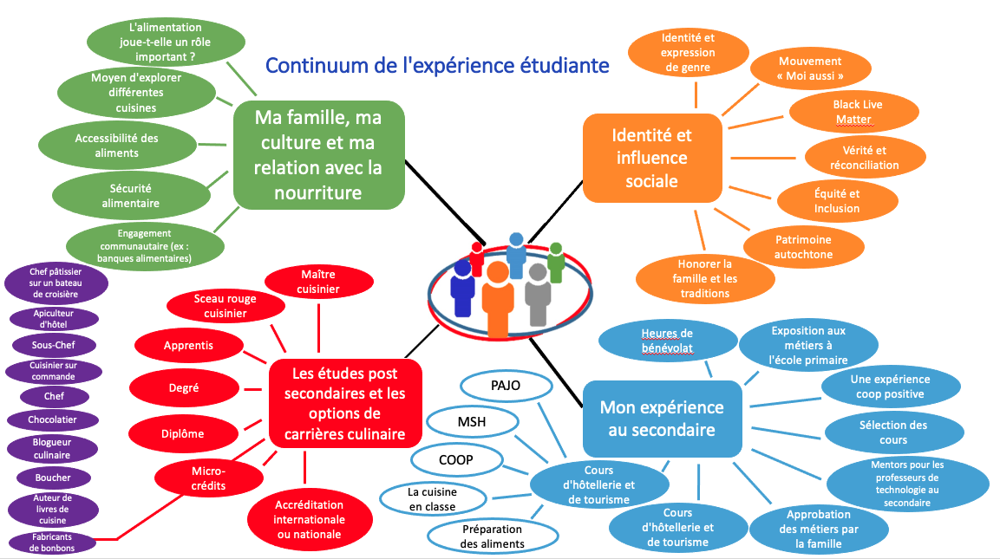 Continuum de l'expérience étudiante
L'alimentation
joue-t-elle un rôle
important ?
Moyen d'explorer
différentes
cuisines
Accessibilité des
aliments
Sécurité
alimentaire
Engagement
communautaire (ex :
banques alimentaires)
Ma famille, ma
culture et ma
relation avec la
nourriture
Identité et
expression
de genre
Mouvement
« Moi aussi »
Black Live
Matter
Vérité et
réconciliation
Équité et
Inclusion
Patrimoine
autochtone
Honorer la
famille et les
traditions
Identité et
influence
sociale
Chef pâtissier
sur un bateau
de croisière
Apiculteur
d'hôtel
Sous-Chef
Cuisinier sur
commande
Chef
Chocolatier
Blogueur
culinaire
Boucher
Auteur de
livres de
cuisine
Fabricants
de bonbons
Maître
cuisinier
Sceau rouge
cuisinier
Apprentis
Degré
Diplôme
Micro-
crédits
Accréditation
internationale
ou nationale
Les études post
secondaires et les
options de
carrières culinaire
PAJO
MSH
COOP
La cuisine
en classe
Préparation
des aliments
Cours
d'hôtellerie et
de tourisme
Mon expérience
au secondaire
Heures de
bénévolat
Exposition aux
métiers à
l'école primaire
Une expérience
coop positive
Sélection des
cours
Mentors pour les
professeurs de
technologie au
secondaire
Approbation
des métiers par
la famille
Cours
d'hôtellerie et
de tourisme